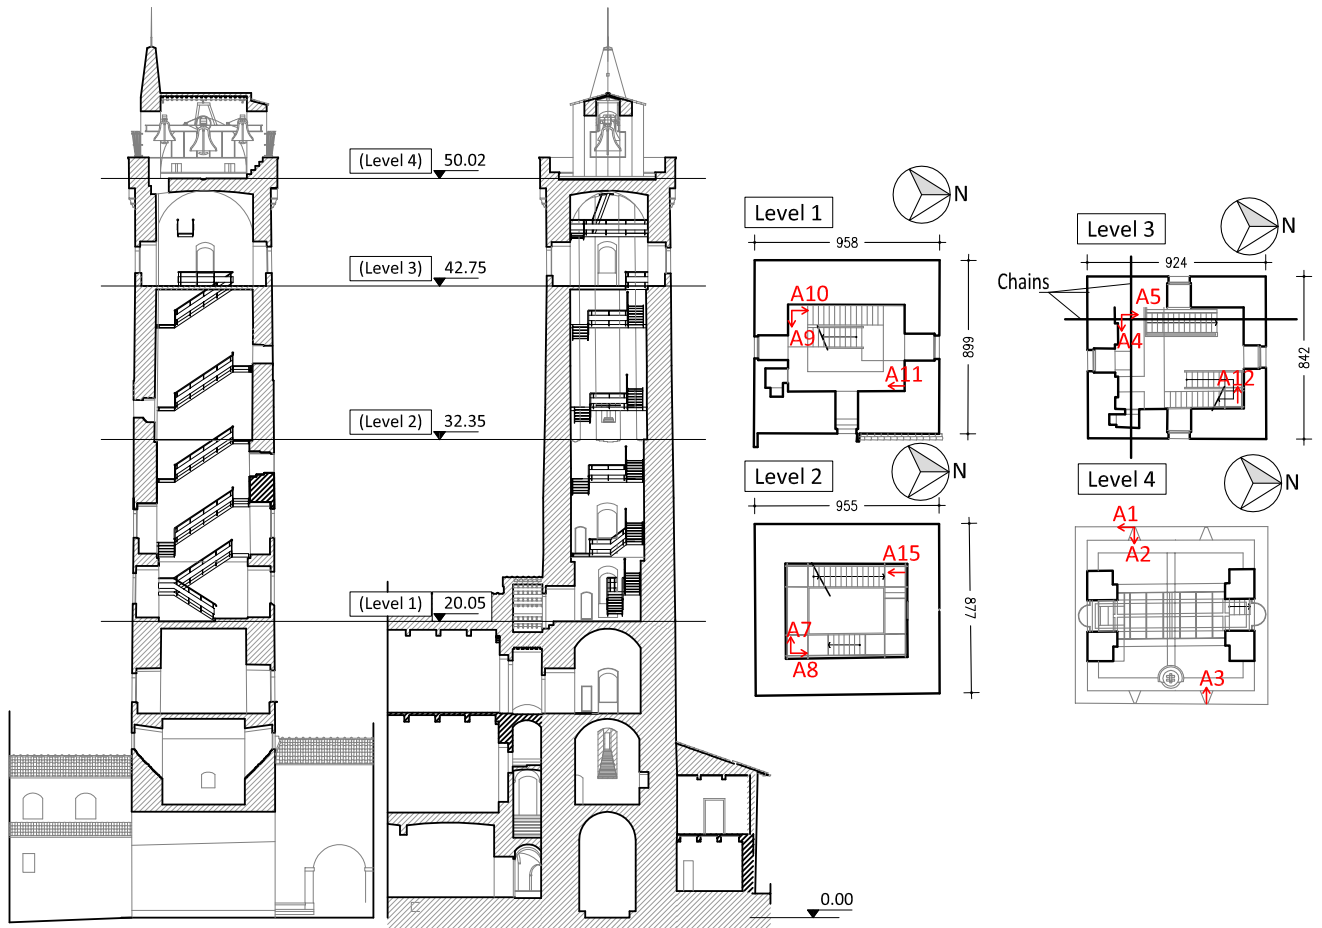 (Level 4) 50.02
(Level 3) 42.75
(Level 2) 32.35
(Level 1) 20.05
0.00
Level 1
N
958
899
A10
A9
A11
Level 2
N
955
877
A15
A7
A8
Level 3
N
924
842
Chains
A5
A4
A12
Level 4
N
A1
A2
A3